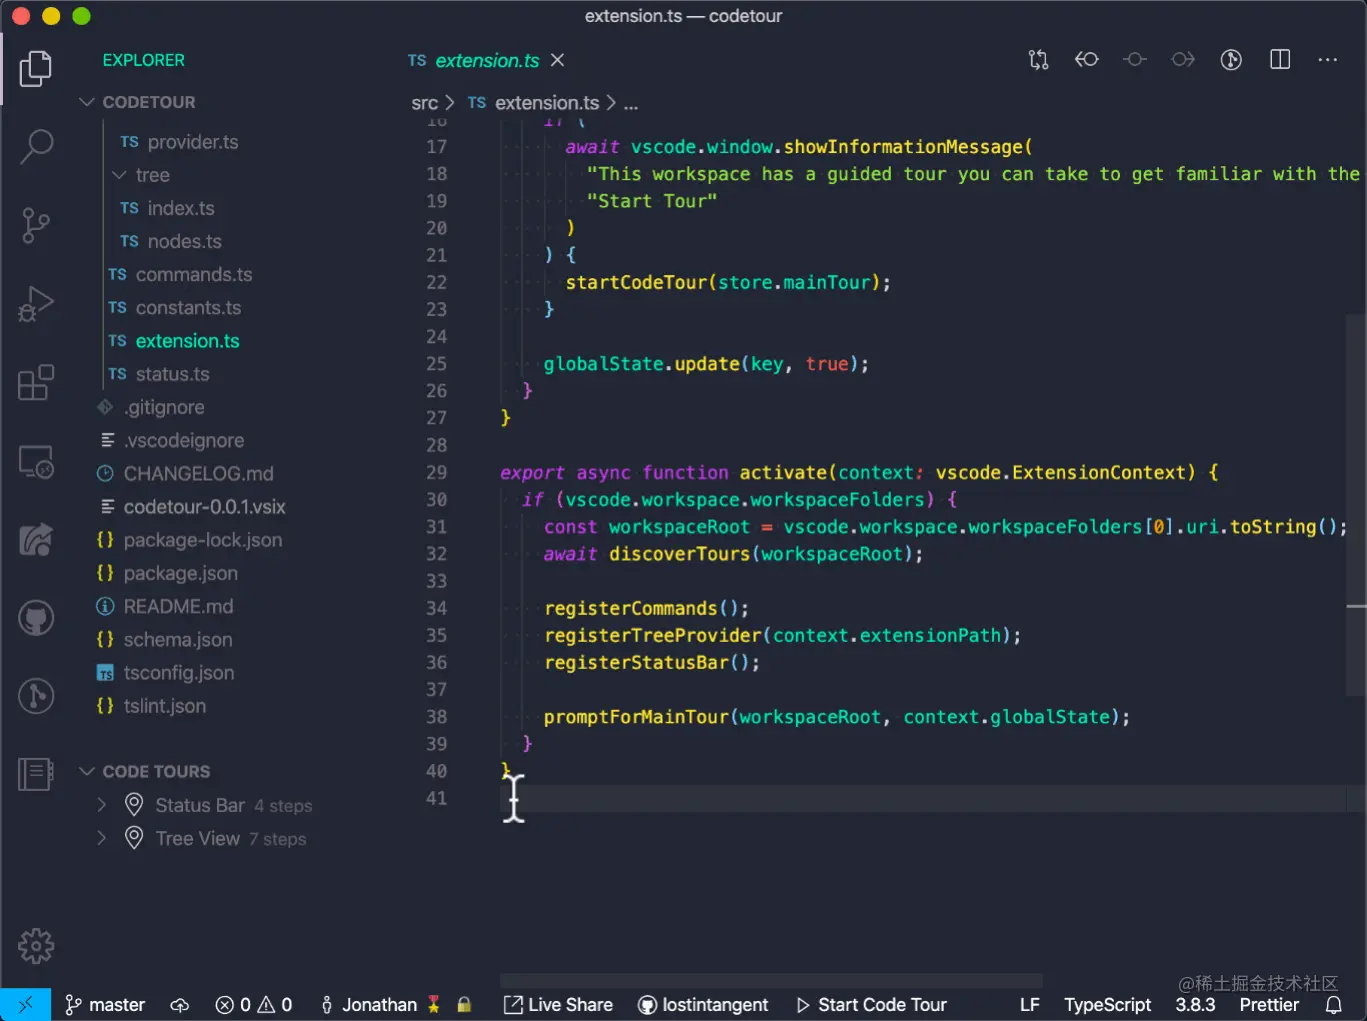 extension.ts — codetour
EXPLORER
CODETOUR
TS provider.ts
tree
TS index.ts
TS nodes.ts
TS commands.ts
TS constants.ts
TS extension.ts
TS status.ts
.gitignore
.vscodeignore
CHANGELOG.md
codetour-0.0.1.vsix
{} package-lock.json
{} package.json
README.md
{} schema.json
TS tsconfig.json
{} tslint.json
CODE TOURS
Status Bar 4 steps
Tree View 7 steps
TS extension.ts
src > TS extension.ts > ...
16 if (
17 await vscode.window.showInformationMessage(
18 "This workspace has a guided tour you can take to get familiar with the
19 "Start Tour"
20 )
21 ) {
22 startCodeTour(store.mainTour);
23 }
24
25 globalState.update(key, true);
26 }
27 }
28
29 export async function activate(context: vscode.ExtensionContext) {
30 if (vscode.workspace.workspaceFolders) {
31 const workspaceRoot = vscode.workspace.workspaceFolders[0].uri.toString();
32 await discoverTours(workspaceRoot);
33
34 registerCommands();
35 registerTreeProvider(context.extensionPath);
36 registerStatusBar();
37
38 promptForMainTour(workspaceRoot, context.globalState);
39 }
40 }
41
@稀土掘金技术社区
master 0 0 Jonathan Live Share lostintangent Start Code Tour LF TypeScript 3.8.3 Prettier